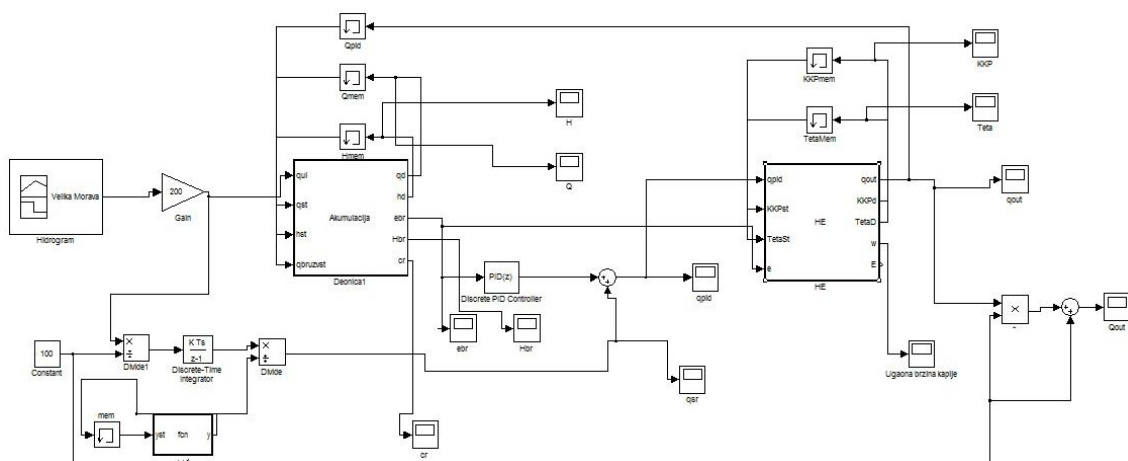 Qpid
Qmem
Hmem
KKPmem
KKP
TetaMem
Teta
H
Q
Velika Morava
Hidrogram
200
Gain
qul
qst
hst
qbruzvst
Akumulacija
qd
hd
ebr
Hbr
cr
Deonica1
PID(z)
Discrete PID Controller
qpid
qpid
KKPst
TetaSt
e
HE
qout
KKPd
TetaD
w
E
HE
qout
Qout
ebr
Hbr
Ugaona brzina kaplje
qsr
100
Constant
Divide1
K Ts
z-1
Discrete-Time
Integrator
Divide
mem
yst
fcn
y
cr